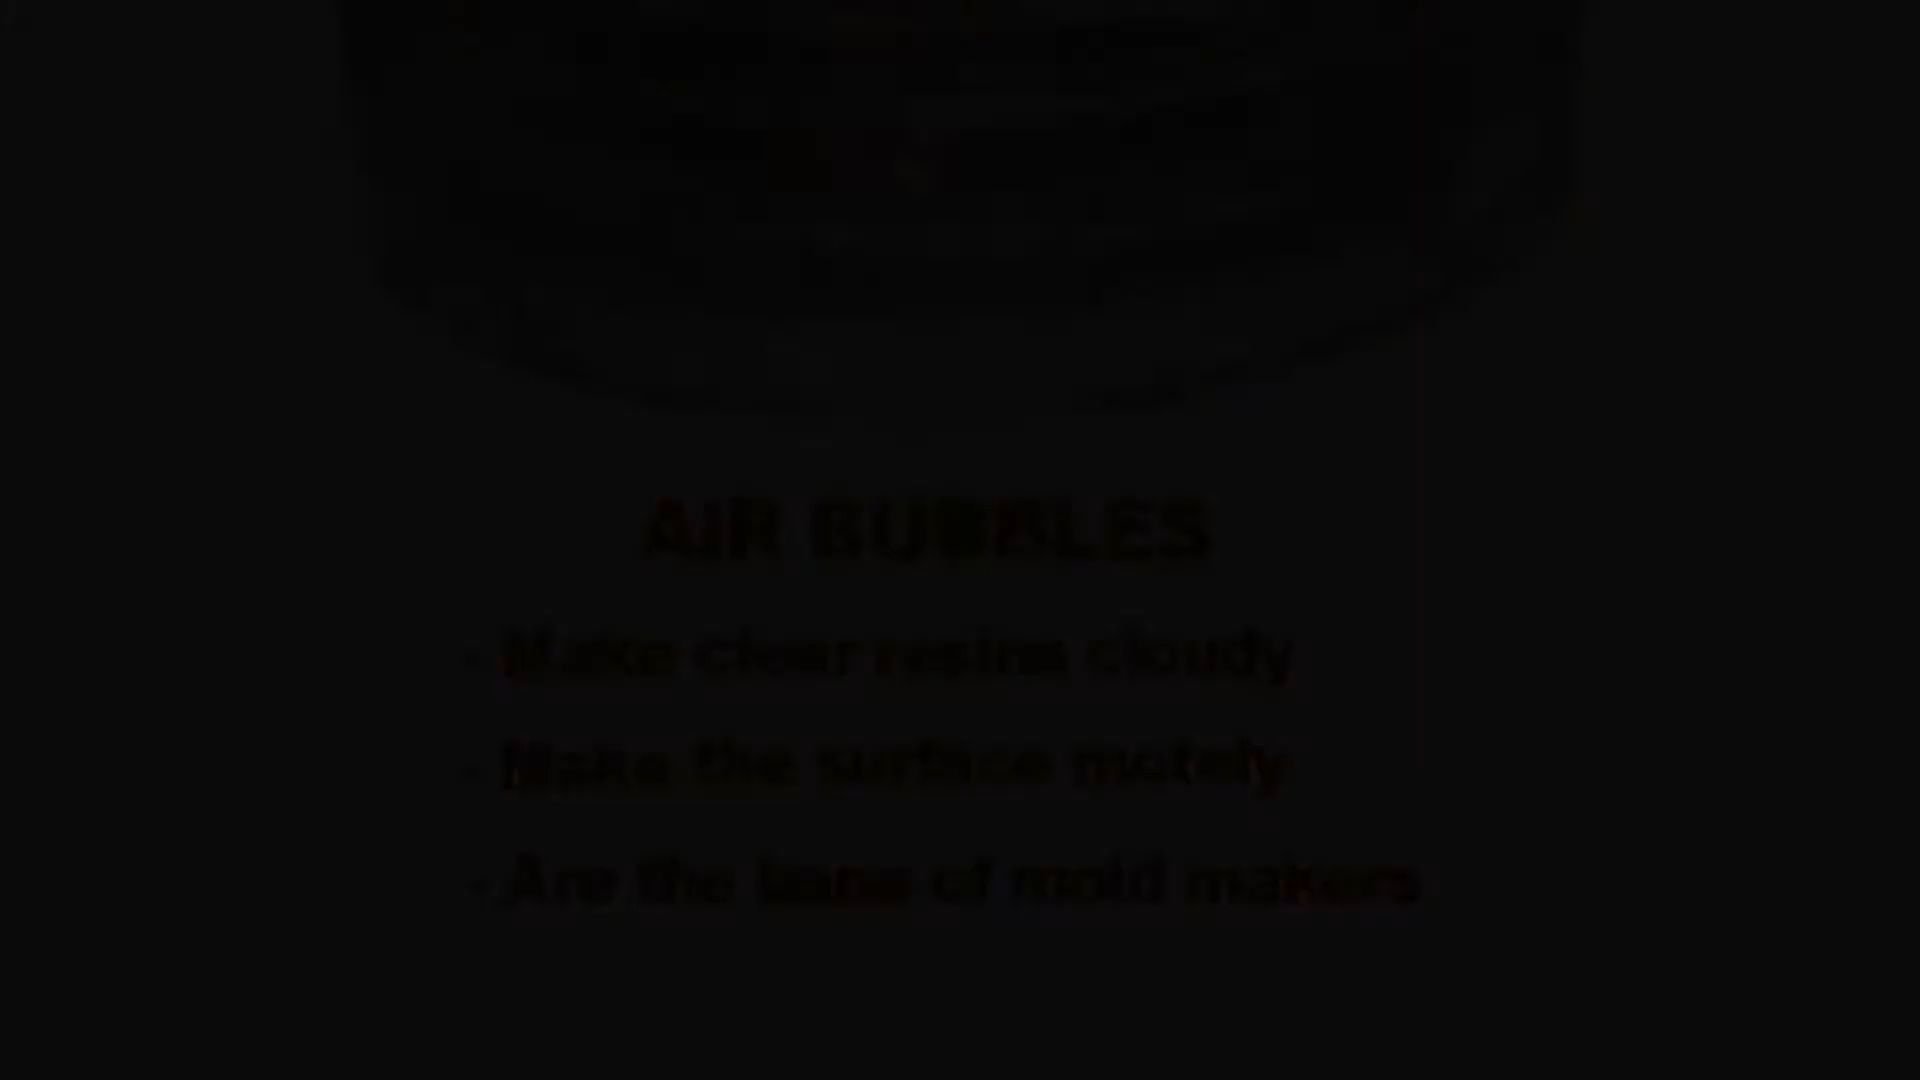 AIR BUBBLES
- Make clear resins cloudy
- Make the surface motely
- Are the bane of mold makers